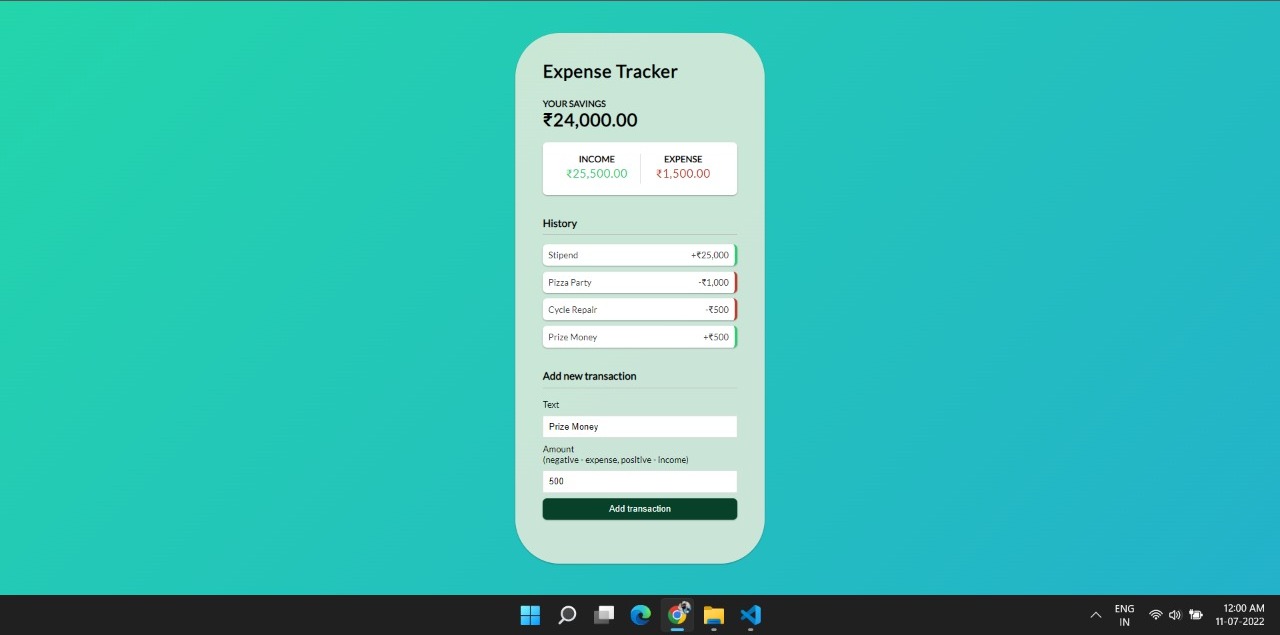 Expense Tracker
YOUR SAVINGS
₹24,000.00
INCOME EXPENSE
₹25,500.00 ₹1,500.00
History
Stipend +₹25,000
Pizza Party -₹1,000
Cycle Repair -₹500
Prize Money +₹500
Add new transaction
Text
Prize Money
Amount
(negative - expense, positive - income)
500
Add transaction
ENG 12:00 AM
IN 11-07-2022